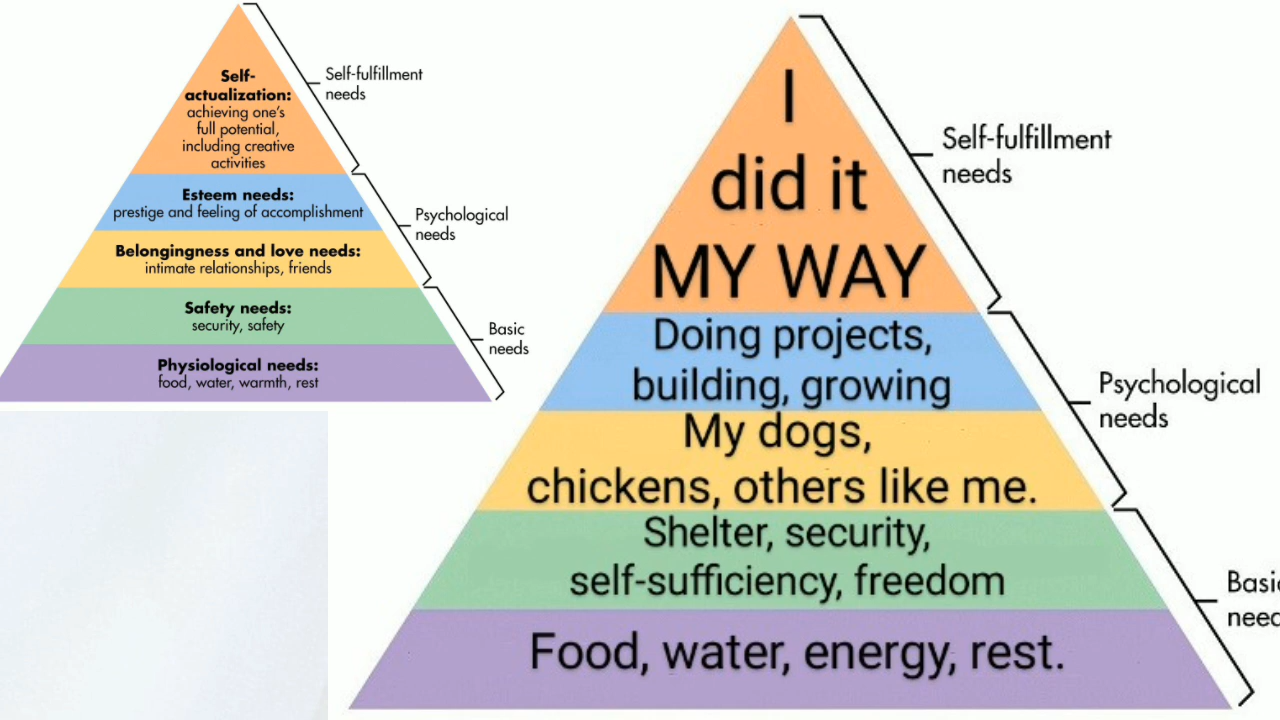 Self-
actualization:
achieving one's
full potential,
including creative
activities
Esteem needs:
prestige and feeling of accomplishment
Belongingness and love needs:
intimate relationships, friends
Safety needs:
security, safety
Physiological needs:
food, water, warmth, rest
Self-fulfillment
needs
Psychological
needs
Basic
needs
I
did it
MY WAY
Doing projects,
building, growing
My dogs,
chickens, others like me.
Shelter, security,
self-sufficiency, freedom
Food, water, energy, rest.
Self-fulfillment
needs
Psychological
needs